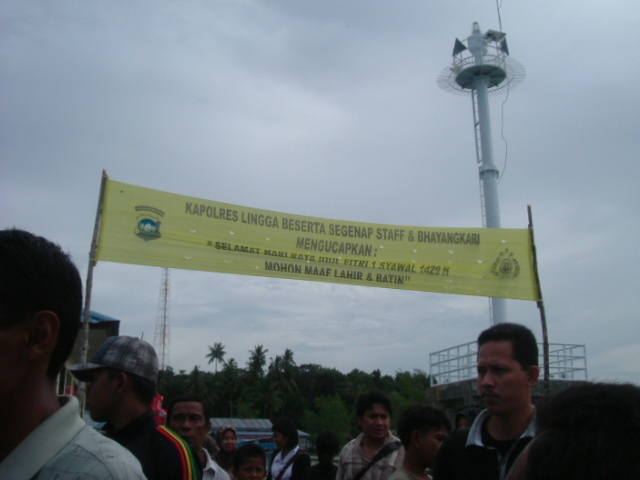 KAPOLRES LINGGA BESERTA SEGENAP STAFF & BHAYANGKARI
MENGUCAPKAN :
"SELAMAT HARI RAYA IDUL FITRI 1 SYAWAL 1429 H
MOHON MAAF LAHIR & BATIN"